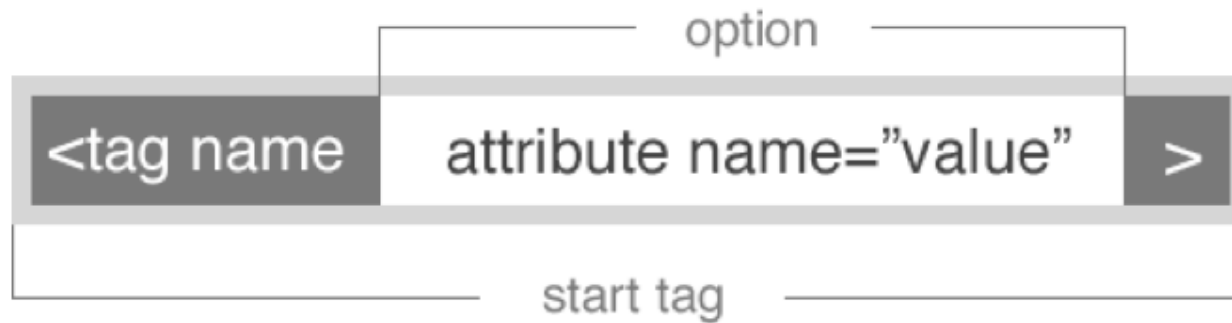 option
<tag name attribute name=”value” >
start tag